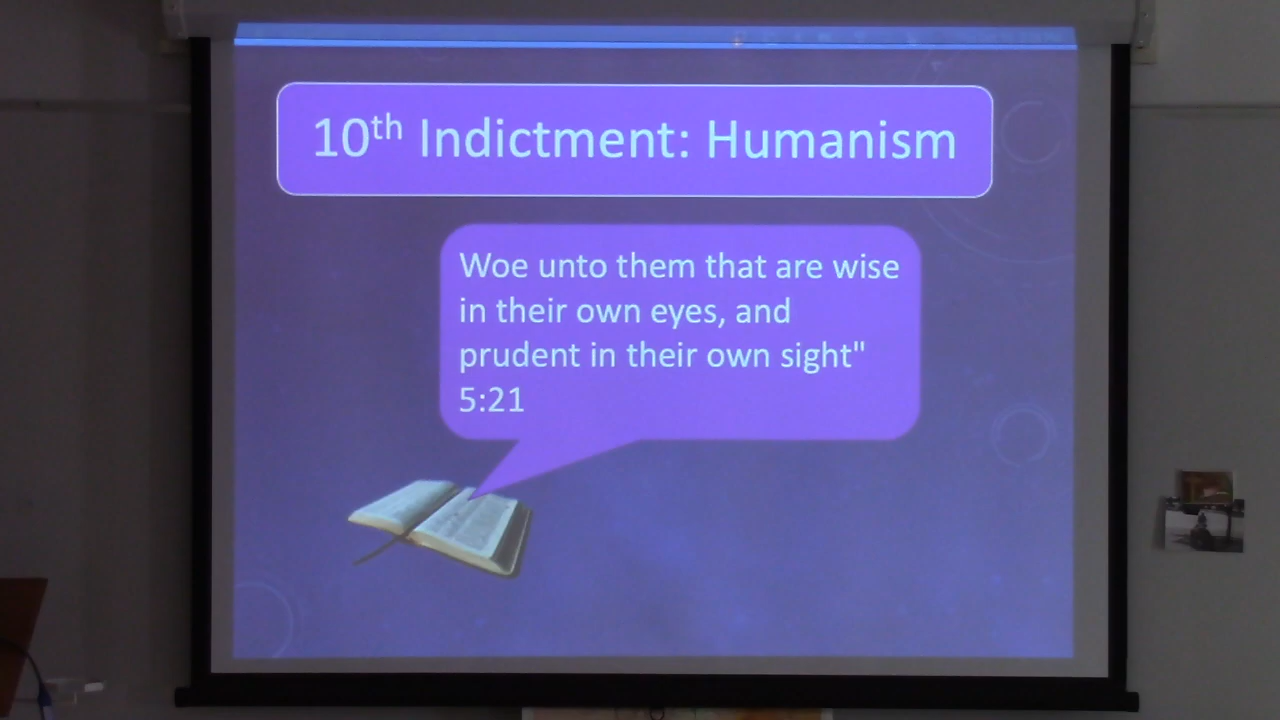 10th Indictment: Humanism
Woe unto them that are wise
in their own eyes, and
prudent in their own sight"
5:21